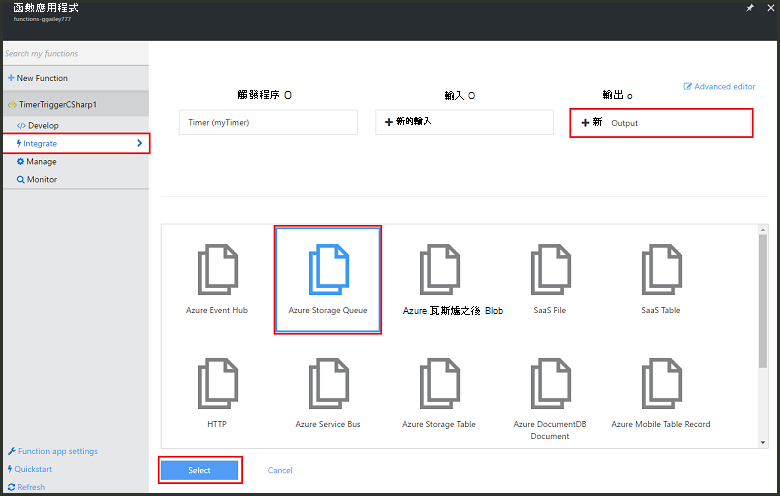 函熱應用程式
functions-ggailey777
Search my functions
New Function
TimerTriggerCSharp1
Develop
Integrate
Manage
Monitor
Function app settings
Quickstart
Refresh
Advanced editor
觸發程序 O
輸入 O
輸出 o
Timer (myTimer)
新的輸入
新 Output
Azure Event Hub
Azure Storage Queue
Azure 瓦斯爐之後 Blob
SaaS File
SaaS Table
HTTP
Azure Service Bus
Azure Storage Table
Azure DocumentDB
Document
Azure Mobile Table Record
Select
Cancel